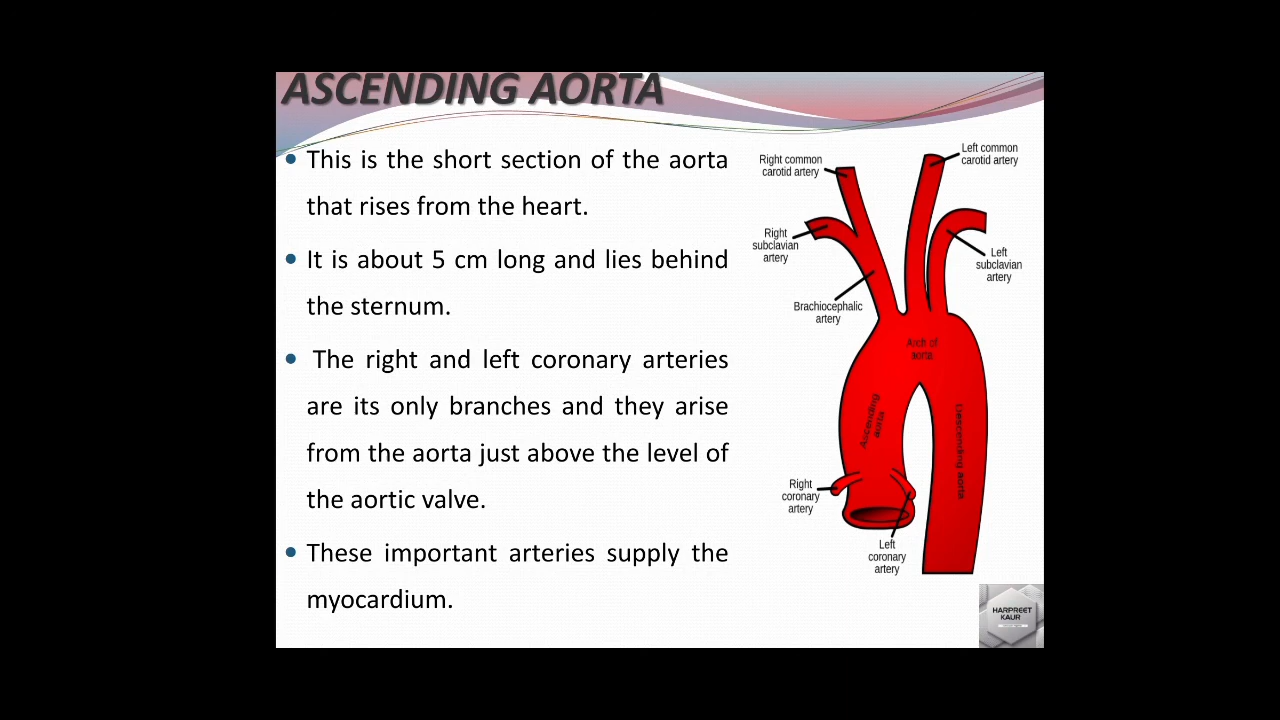 ASCENDING AORTA
• This is the short section of the aorta
that rises from the heart.
• It is about 5 cm long and lies behind
the sternum.
• The right and left coronary arteries
are its only branches and they arise
from the aorta just above the level of
the aortic valve.
• These important arteries supply the
myocardium.
Right common
carotid artery
Left common
carotid artery
Right
subclavian
artery
Left
subclavian
artery
Brachiocephalic
artery
Arch of
aorta
Ascending
aorta
Descending aorta
Right
coronary
artery
Left
coronary
artery
HARPREET
KAUR